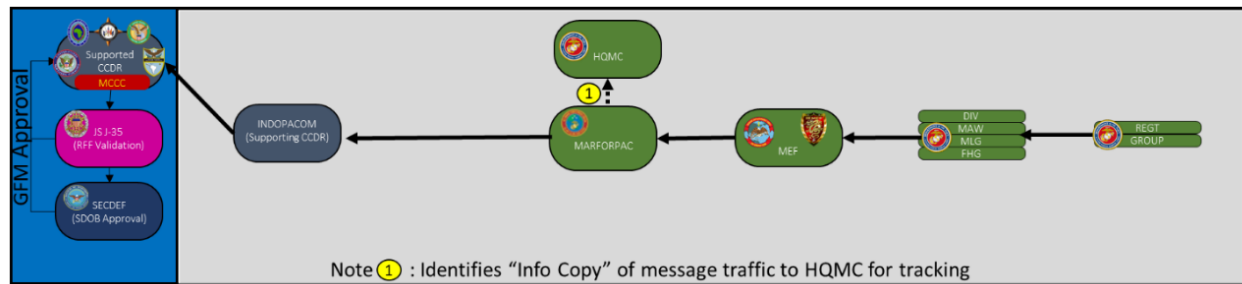 GFM Approval
Supported
CCDR
MCCC
JS J-35
(RFF Validation)
SECDEF
(SDOB Approval)
INDOPACOM
(Supporting CCDR)
HQMC
1
MARFORPAC
MEF
DIV
MAW
MLG
FHG
REGT
GROUP
Note 1 : Identifies “Info Copy” of message traffic to HQMC for tracking